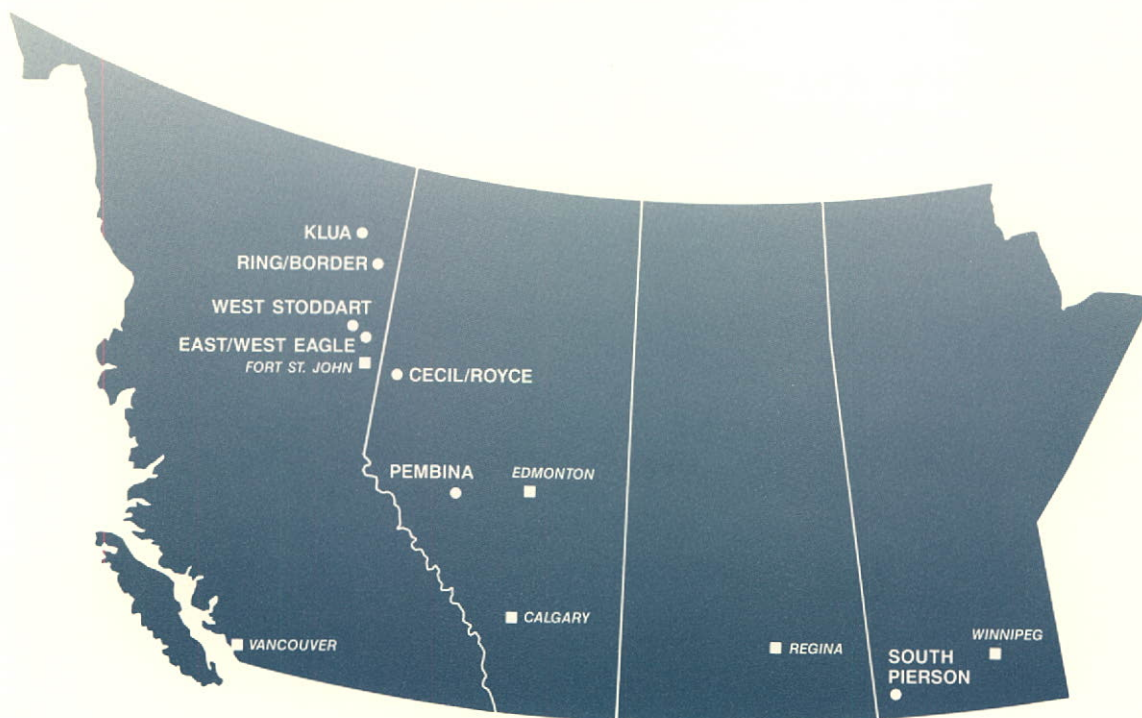 KLUA
RING/BORDER
WEST STODDART
EAST/WEST EAGLE
FORT ST. JOHN
CECIL/ROYCE
PEMBINA
EDMONTON
CALGARY
VANCOUVER
REGINA
WINNIPEG
SOUTH
PIERSON